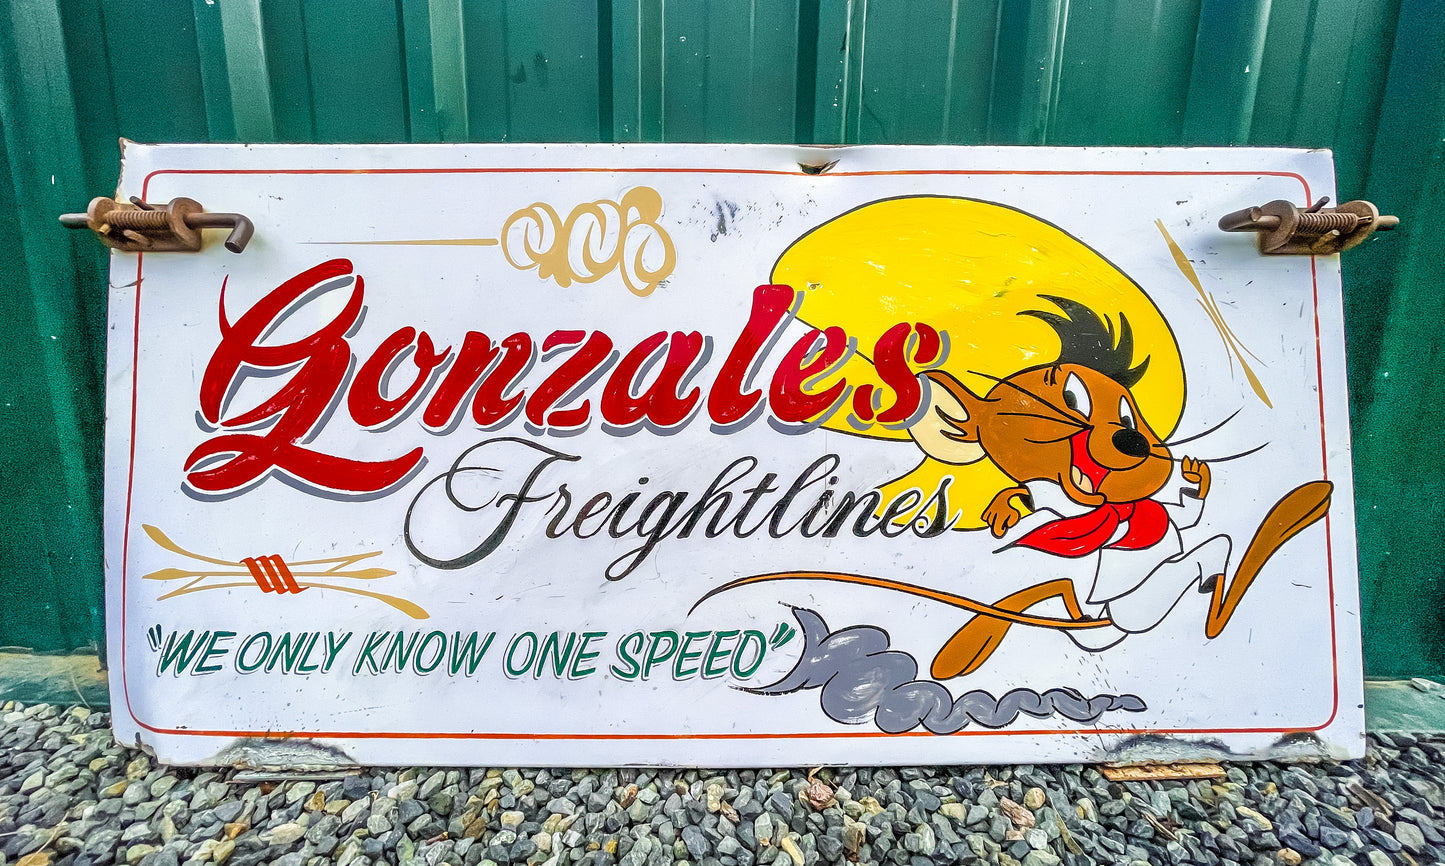 Gonzales
Freightlines
"WE ONLY KNOW ONE SPEED"